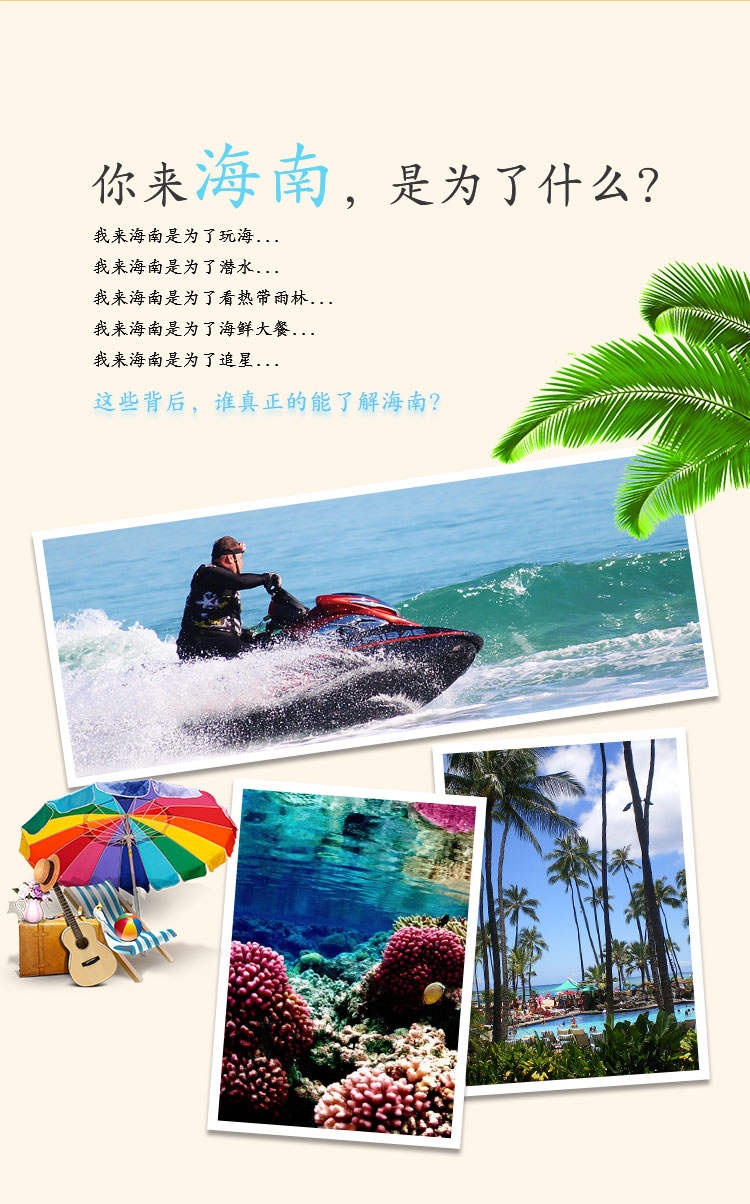 你来海南，是为了什么？
我来海南是为了玩海...
我来海南是为了潜水...
我来海南是为了看热带雨林...
我来海南是为了海鲜大餐...
我来海南是为了追星...
这些背后，谁真正的能了解海南？